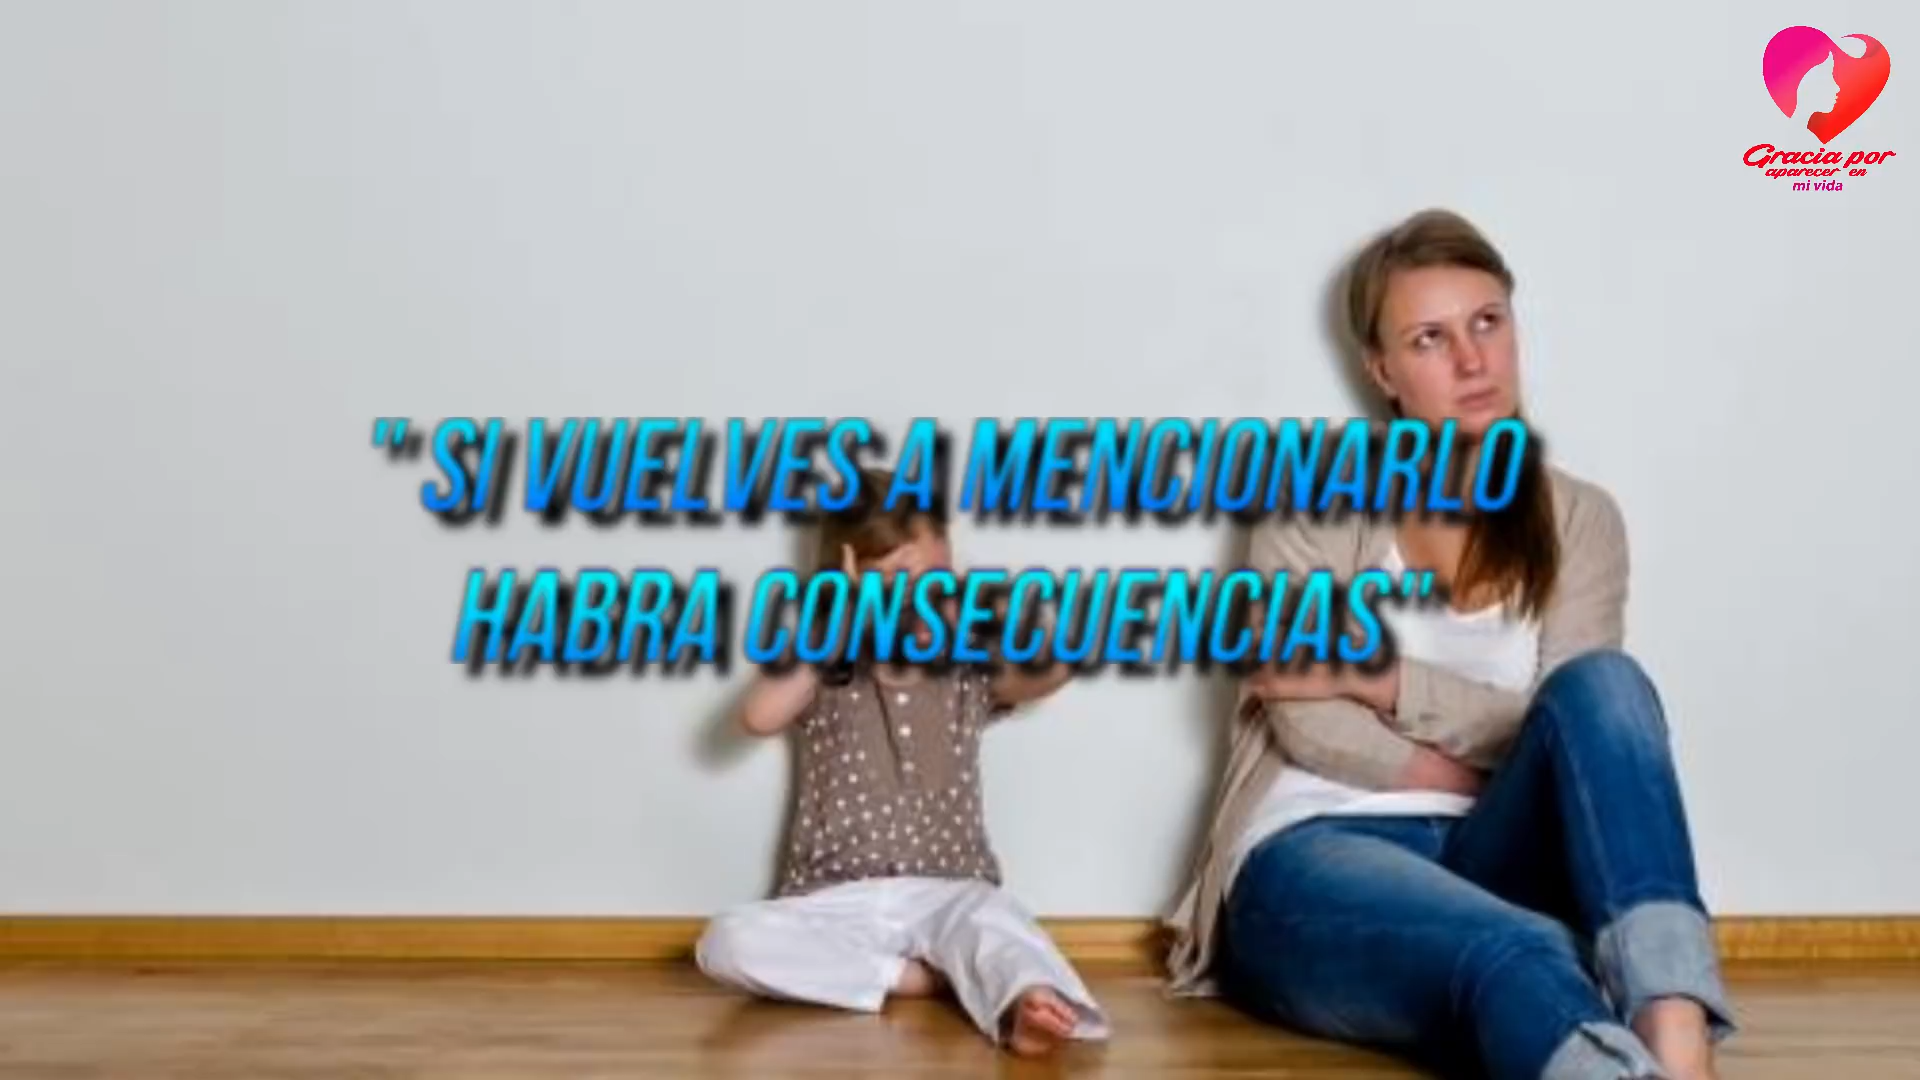 Gracia por
aparecer en
mi vida
" SI VUELVES A MENCIONARLO
HABRA CONSECUENCIAS"